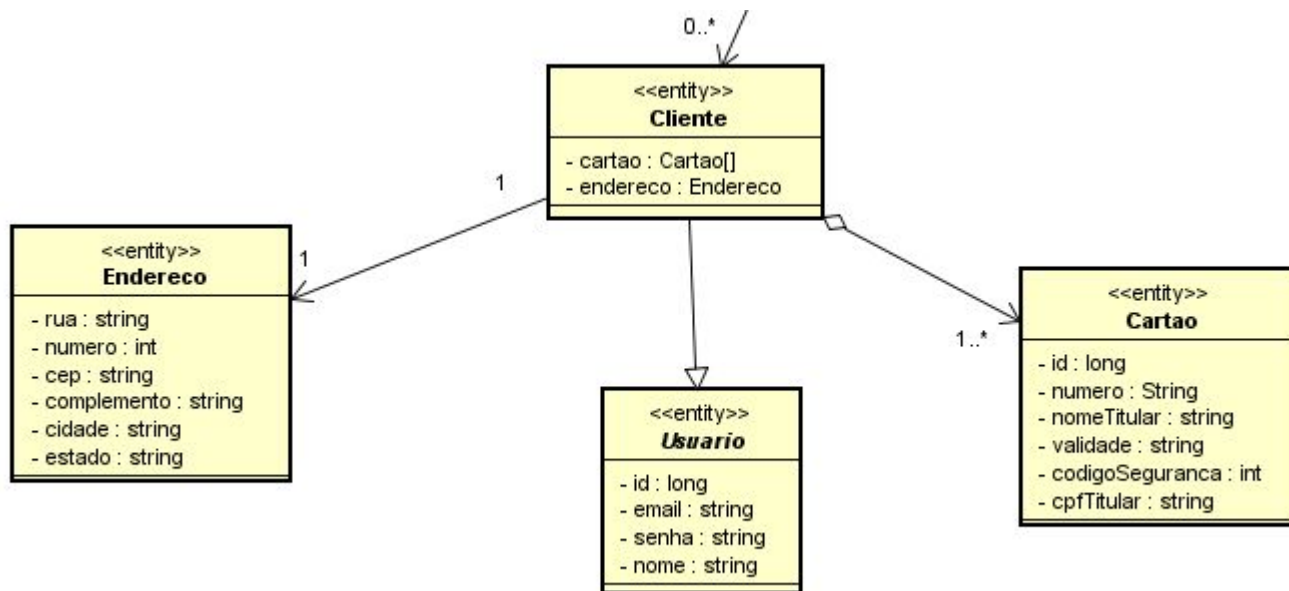 0..*
<<entity>>
Cliente
- cartao : Cartao[]
- endereco : Endereco
1
1
<<entity>>
Endereco
- rua : string
- numero : int
- cep : string
- complemento : string
- cidade : string
- estado : string
<<entity>>
Usuario
- id : long
- email : string
- senha : string
- nome : string
1..*
<<entity>>
Cartao
- id : long
- numero : String
- nomeTitular : string
- validade : string
- codigoSeguranca : int
- cpfTitular : string